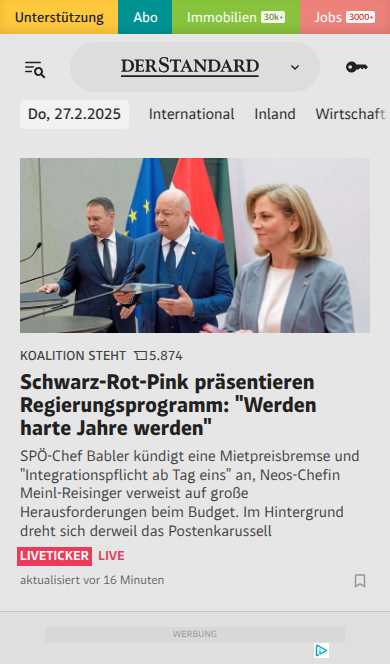 Unterstützung Abo Immobilien 30k+ Jobs 3000+
DERSTANDARD
Do, 27.2.2025 International Inland Wirtschaft
KOALITION STEHT 5.874
Schwarz-Rot-Pink präsentieren
Regierungsprogramm: "Werden
harte Jahre werden"
SPÖ-Chef Babler kündigt eine Mietpreisbremse und
"Integrationspflicht ab Tag eins" an, Neos-Chefin
Meinl-Reisinger verweist auf große
Herausforderungen beim Budget. Im Hintergrund
dreht sich derweil das Postenkarussell
LIVETICKER LIVE
aktualisiert vor 16 Minuten
WERBUNG